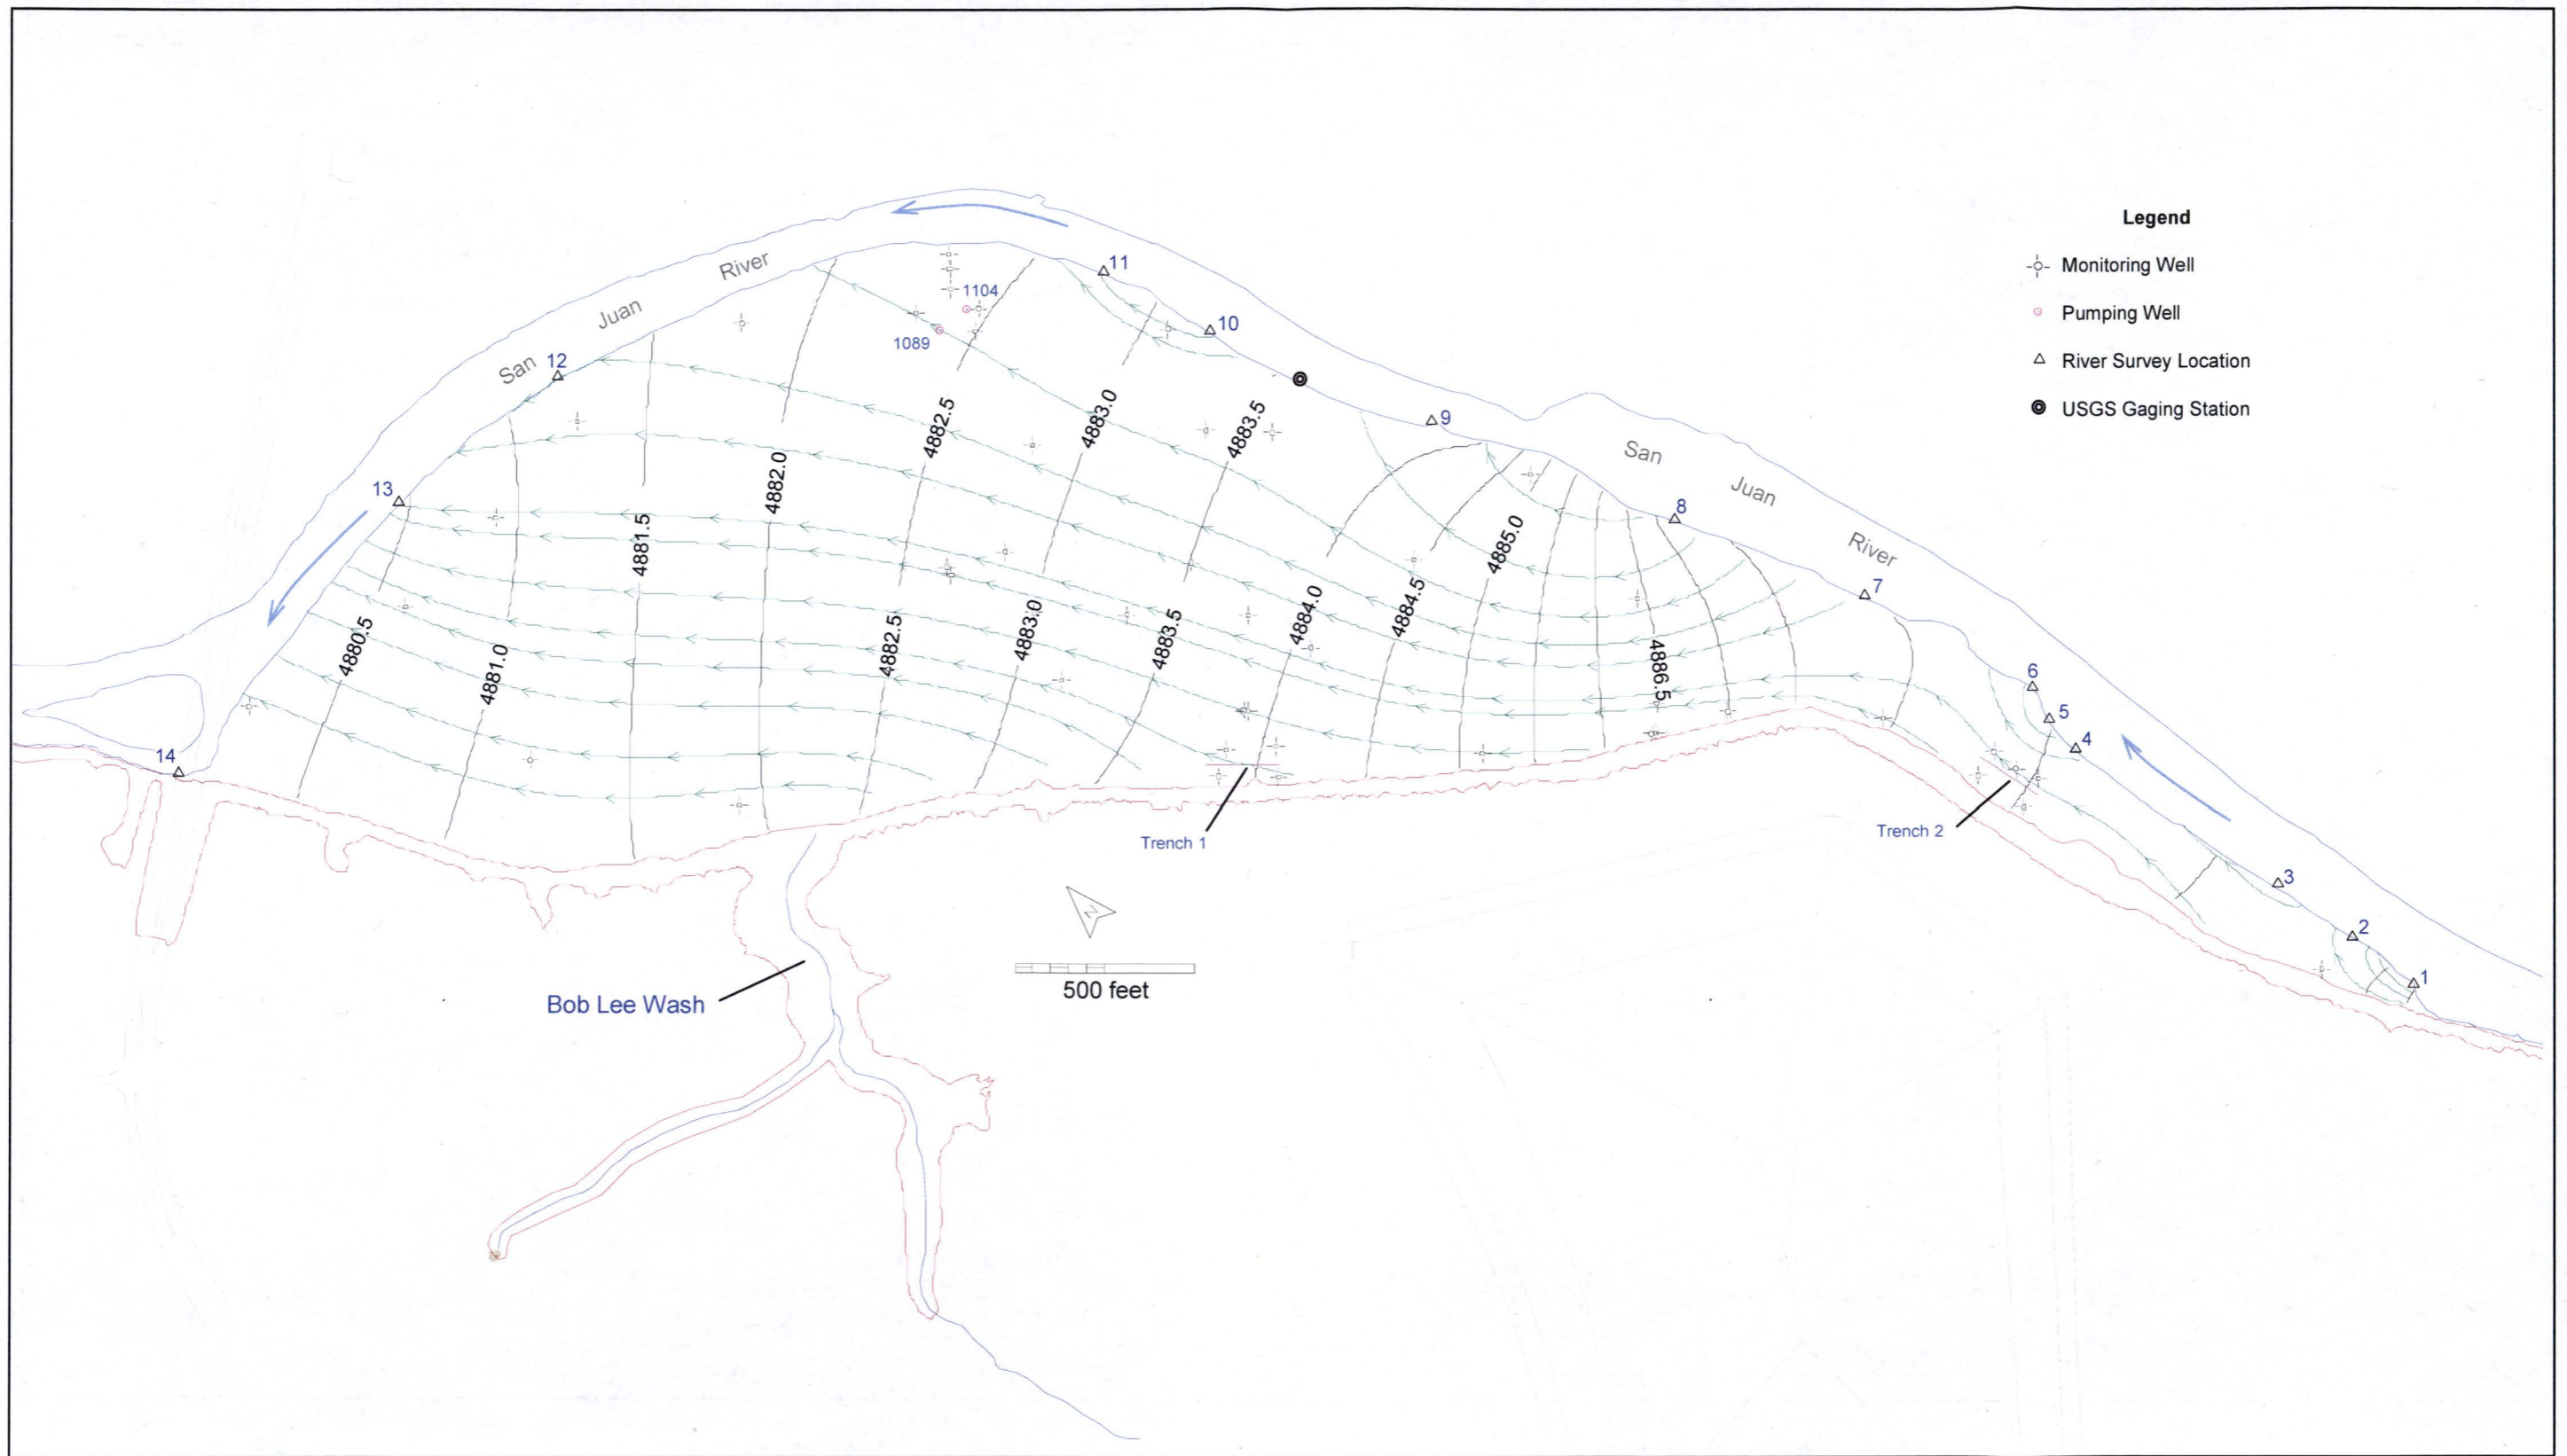 Legend
Monitoring Well
Pumping Well
River Survey Location
USGS Gaging Station
San Juan River
San Juan River
1
2
3
4
5
6
7
8
9
10
11
12
13
14
1104
1089
4880.5
4881.0
4881.5
4882.0
4882.5
4882.5
4883.0
4883.0
4883.5
4883.5
4884.0
4884.5
4885.0
4886.5
Trench 1
Trench 2
Bob Lee Wash
N
500 feet